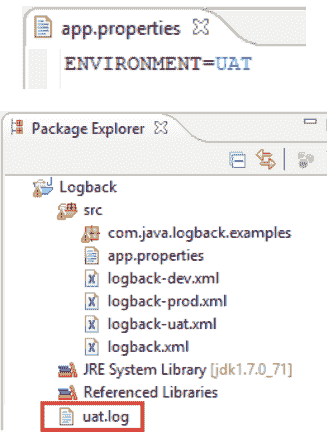 app.properties
ENVIRONMENT=UAT
Package Explorer
Logback
src
com.java.logback.examples
app.properties
logback-dev.xml
logback-prod.xml
logback-uat.xml
logback.xml
JRE System Library [jdk1.7.0_71]
Referenced Libraries
uat.log